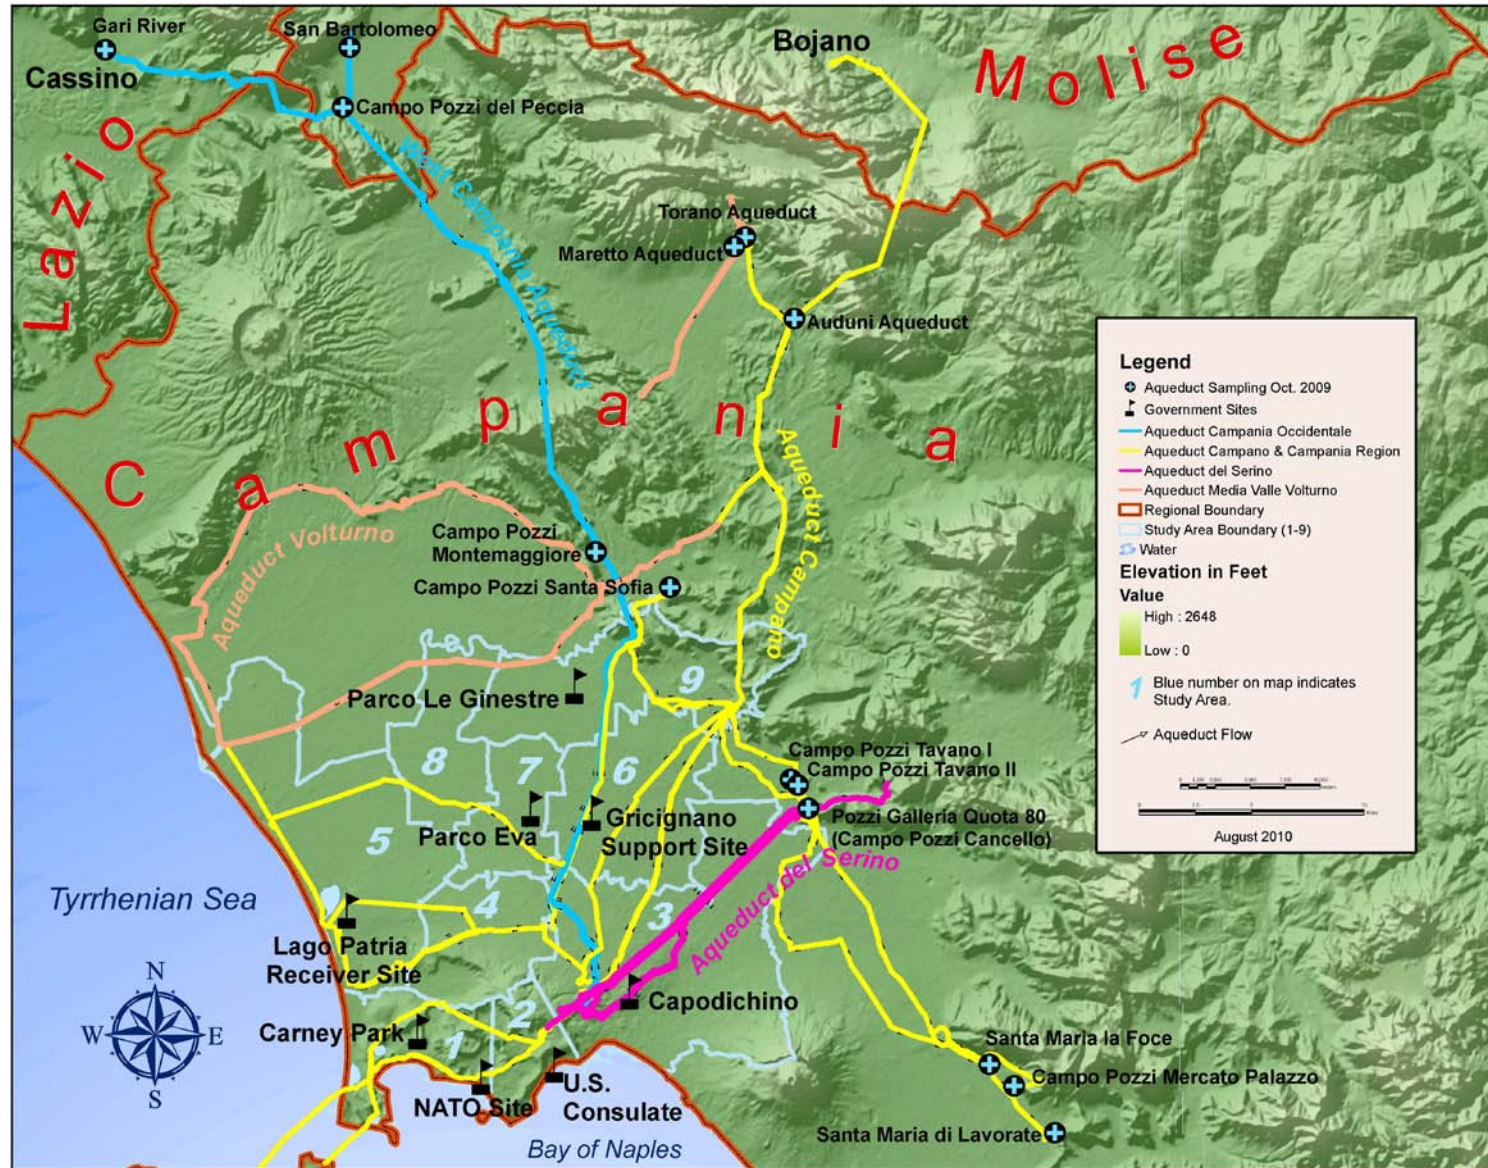 Gari River
San Bartolomeo
Bojano
Molise
Cassino
Campo Pozzi del Peccia
Lazio
West Campania Aqueduct
Torano Aqueduct
Maretto Aqueduct
Auduni Aqueduct
Campania
Aqueduct Campano
Aqueduct Volturno
Campo Pozzi
Montemaggiore
Campo Pozzi Santa Sofia
Parco Le Ginestre
9
8
7
6
Campo Pozzi Tavano I
Campo Pozzi Tavano II
Pozzi Galleria Quota 80
(Campo Pozzi Cancello)
Parco Eva
Gricignano
Support Site
5
4
3
Aqueduct del Serino
Tyrrhenian Sea
Lago Patria
Receiver Site
Capodichino
Carney Park
2
1
NATO Site
U.S.
Consulate
Bay of Naples
Santa Maria la Foce
Campo Pozzi Mercato Palazzo
Santa Maria di Lavorate
N
W
E
S
Legend
Aqueduct Sampling Oct. 2009
Government Sites
Aqueduct Campania Occidentale
Aqueduct Campano & Campania Region
Aqueduct del Serino
Aqueduct Media Valle Volturno
Regional Boundary
Study Area Boundary (1-9)
Water
Elevation in Feet
Value
High : 2648
Low : 0
1
Blue number on map indicates
Study Area.
Aqueduct Flow
August 2010